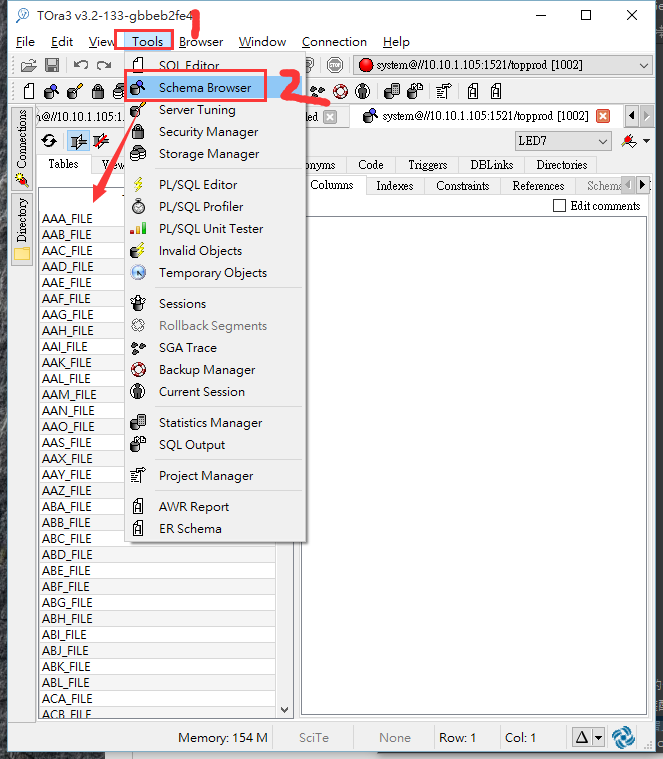 TOra3 v3.2-133-gbbeb2fe4
1
File Edit View Tools Browser Window Connection Help
system@//10.10.1.105:1521/topprod [1002]
SQL Editor
Schema Browser
2
Server Tuning
Security Manager
Storage Manager
PL/SQL Editor
PL/SQL Profiler
PL/SQL Unit Tester
Invalid Objects
Temporary Objects
Sessions
Rollback Segments
SGA Trace
Backup Manager
Current Session
Statistics Manager
SQL Output
Project Manager
AWR Report
ER Schema
@//10.10.1.105:1
led
system@//10.10.1.105:1521/topprod [1002]
Connections
Directory
LED7
Tables
Code Triggers DBLinks Directories
Columns Indexes Constraints References Schema
Edit comments
AAA_FILE
AAB_FILE
AAC_FILE
AAD_FILE
AAE_FILE
AAF_FILE
AAG_FILE
AAH_FILE
AAI_FILE
AAK_FILE
AAL_FILE
AAM_FILE
AAN_FILE
AAO_FILE
AAS_FILE
AAX_FILE
AAY_FILE
AAZ_FILE
ABA_FILE
ABB_FILE
ABC_FILE
ABD_FILE
ABE_FILE
ABF_FILE
ABG_FILE
ABH_FILE
ABI_FILE
ABJ_FILE
ABK_FILE
ABL_FILE
ACA_FILE
ACB_FILE
Memory: 154 M SciTe None Row: 1 Col: 1 Δ